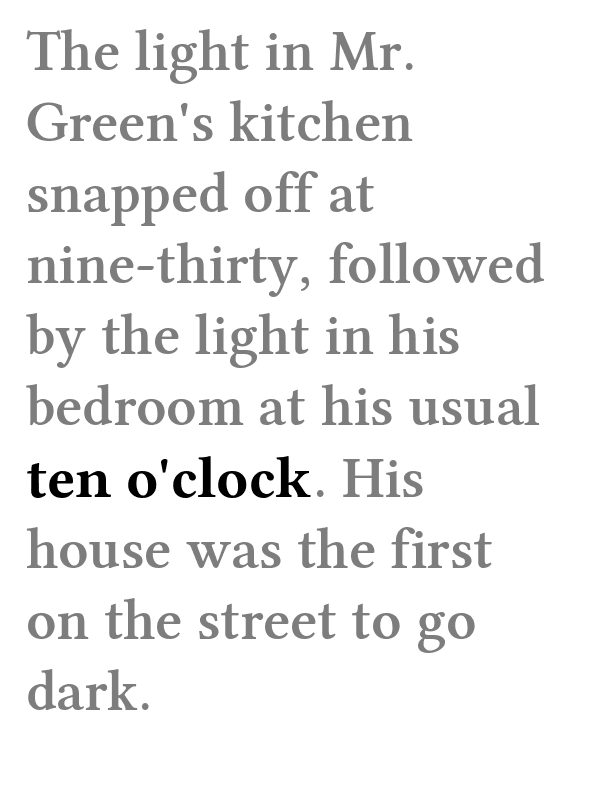 The light in Mr.
Green's kitchen
snapped off at
nine-thirty, followed
by the light in his
bedroom at his usual
ten o'clock. His
house was the first
on the street to go
dark.